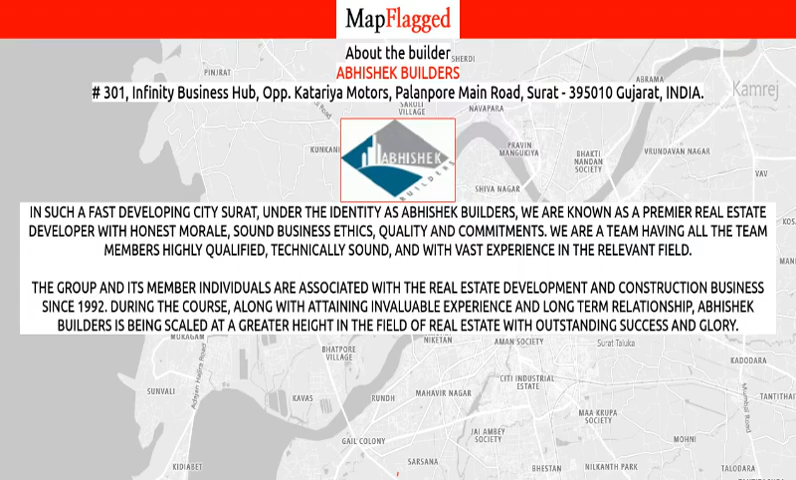 MapFlagged
About the builder
SHERDI
PINJRAT
ABHISHEK BUILDERS
ABRAMA
# 301, Infinity Business Hub, Opp. Katariya Motors, Palanpore Main Road, Surat - 395010 Gujarat, INDIA.
Kamrej
SAROLI
VILLAGE
NAVAPARA
KUNKANI
PRAVIN
MANGUKIYA
BHAKTI
NANDAN
SOCIETY
VRUNDAVAN NAGAR
ABHISHEK
BUILDERS
VAV
SHIVA NAGAR
IN SUCH A FAST DEVELOPING CITY SURAT, UNDER THE IDENTITY AS ABHISHEK BUILDERS, WE ARE KNOWN AS A PREMIER REAL ESTATE
DEVELOPER WITH HONEST MORALE, SOUND BUSINESS ETHICS, QUALITY AND COMMITMENTS. WE ARE A TEAM HAVING ALL THE TEAM
MEMBERS HIGHLY QUALIFIED, TECHNICALLY SOUND, AND WITH VAST EXPERIENCE IN THE RELEVANT FIELD.
THE GROUP AND ITS MEMBER INDIVIDUALS ARE ASSOCIATED WITH THE REAL ESTATE DEVELOPMENT AND CONSTRUCTION BUSINESS
SINCE 1992. DURING THE COURSE, ALONG WITH ATTAINING INVALUABLE EXPERIENCE AND LONG TERM RELATIONSHIP, ABHISHEK
BUILDERS IS BEING SCALED AT A GREATER HEIGHT IN THE FIELD OF REAL ESTATE WITH OUTSTANDING SUCCESS AND GLORY.
MORAGAM
NIKETAN
AMAN SOCIETY
Surat Taluka
BHATPORE
VILLAGE
KADODARA
Adajan Hajira Road
CITI INDUSTRIAL
ESTATE
SUNVALI
KAVAS
RUNDH
MAHAVIR NAGAR
Mumbai Road
TANTITHAI
MAA KRUPA
SOCIETY
GAIL COLONY
JAI AMBEY
SOCIETY
MOHNI
KIDIABET
SARSANA
BHESTAN
NILKANTH PARK
TALODARA